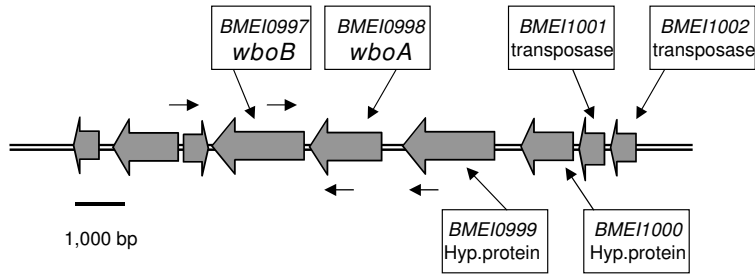 BMEI0997
wboB
BMEI0998
wboA
BMEI1001
transposase
BMEI1002
transposase
1,000 bp
BMEI0999
Hyp.protein
BMEI1000
Hyp.protein